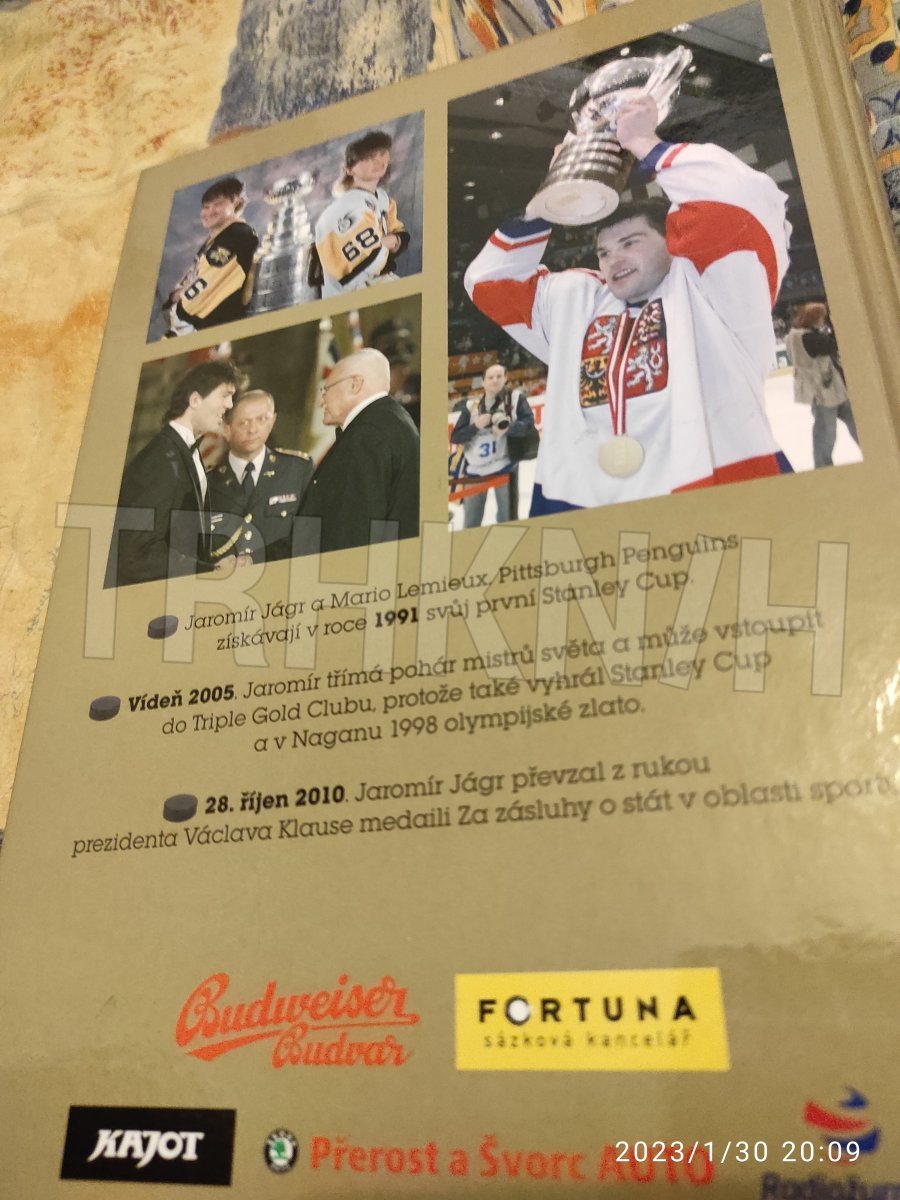 68
6
31
Jaromír Jágr a Mario Lemieux, Pittsburgh Penguins
získávají v roce 1991 svůj první Stanley Cup.
Vídeň 2005. Jaromír třímá pohár mistrů světa a může vstoupit
do Triple Gold Clubu, protože také vyhrál Stanley Cup
a v Naganu 1998 olympijské zlato.
28. říjen 2010. Jaromír Jágr převzal z rukou
prezidenta Václava Klause medaili Za zásluhy o stát v oblasti
TRHKNIH
Budweiser
Budvar
FORTUNA
sázková kancelář
KAJOT
Přerost a Švorc AUTO
2023/1/30 20:09